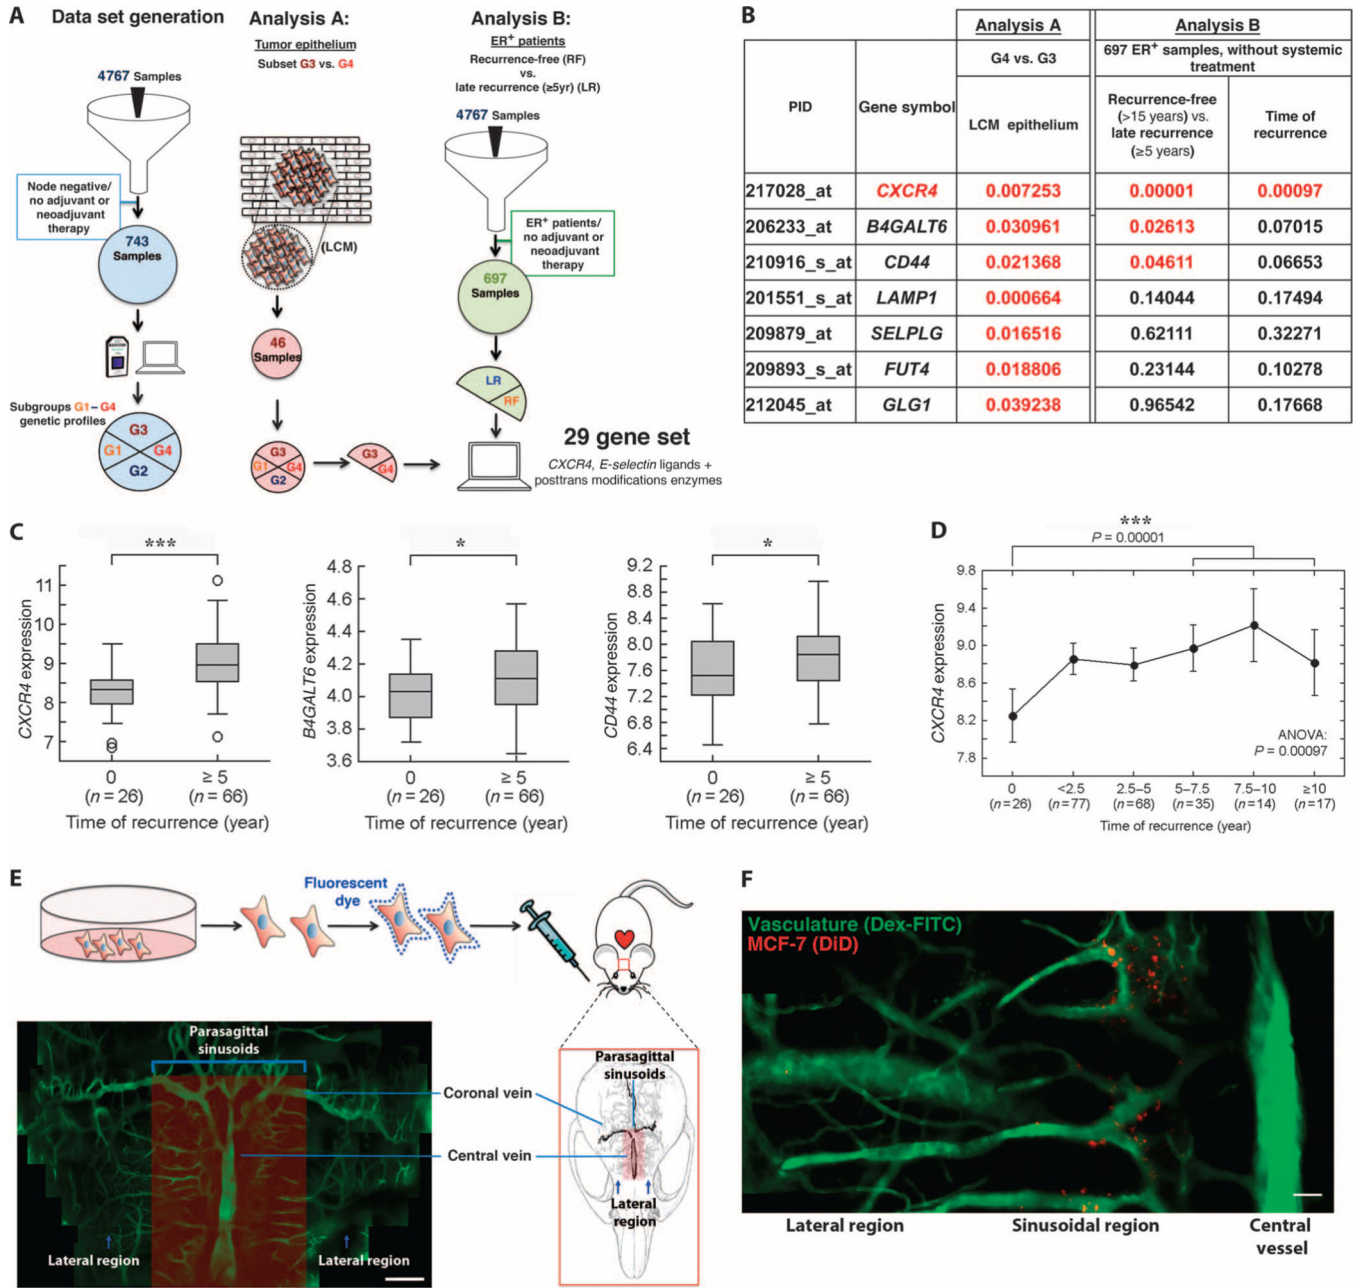 A
Data set generation
4767 Samples
Node negative/
no adjuvant or
neoadjuvant
therapy
743
Samples
Subgroups G1–G4
genetic profiles
G3
G1
G4
G2
Analysis A:
Tumor epithelium
Subset G3 vs. G4
(LCM)
46
Samples
G3
G1
G4
G2
G3
G4
Analysis B:
ER+ patients
Recurrence-free (RF)
vs.
late recurrence (≥5yr) (LR)
4767 Samples
ER+ patients/
no adjuvant or
neoadjuvant
therapy
697
Samples
LR
RF
29 gene set
CXCR4, E-selectin ligands +
posttrans modifications enzymes
B
Analysis A Analysis B
G4 vs. G3 697 ER+ samples, without systemic
treatment
PID Gene symbol LCM epithelium
Recurrence-free
(>15 years) vs.
late recurrence
(≥5 years)
Time of
recurrence
217028_at CXCR4 0.007253 0.00001 0.00097
206233_at B4GALT6 0.030961 0.02613 0.07015
210916_s_at CD44 0.021368 0.04611 0.06653
201551_s_at LAMP1 0.000664 0.14044 0.17494
209879_at SELPLG 0.016516 0.62111 0.32271
209893_s_at FUT4 0.018806 0.23144 0.10278
212045_at GLG1 0.039238 0.96542 0.17668
C
***
CXCR4 expression
11
10
9
8
7
0 ≥ 5
(n = 26) (n = 66)
Time of recurrence (year)
*
B4GALT6 expression
4.8
4.6
4.4
4.2
4.0
3.8
3.6
0 ≥ 5
(n = 26) (n = 66)
Time of recurrence (year)
*
CD44 expression
9.2
8.8
8.4
8.0
7.6
7.2
6.8
6.4
0 ≥ 5
(n = 26) (n = 66)
Time of recurrence (year)
D
***
P = 0.00001
CXCR4 expression
9.8
9.4
9.0
8.6
8.2
7.8
ANOVA:
P = 0.00097
0 <2.5 2.5–5 5–7.5 7.5–10 ≥10
(n=26) (n=77) (n=68) (n=35) (n=14) (n=17)
Time of recurrence (year)
E
Fluorescent
dye
Parasagittal
sinusoids
Coronal vein
Central vein
Lateral region
Lateral region
Parasagittal
sinusoids
Lateral
region
F
Vasculature (Dex-FITC)
MCF-7 (DiD)
Lateral region Sinusoidal region Central
vessel